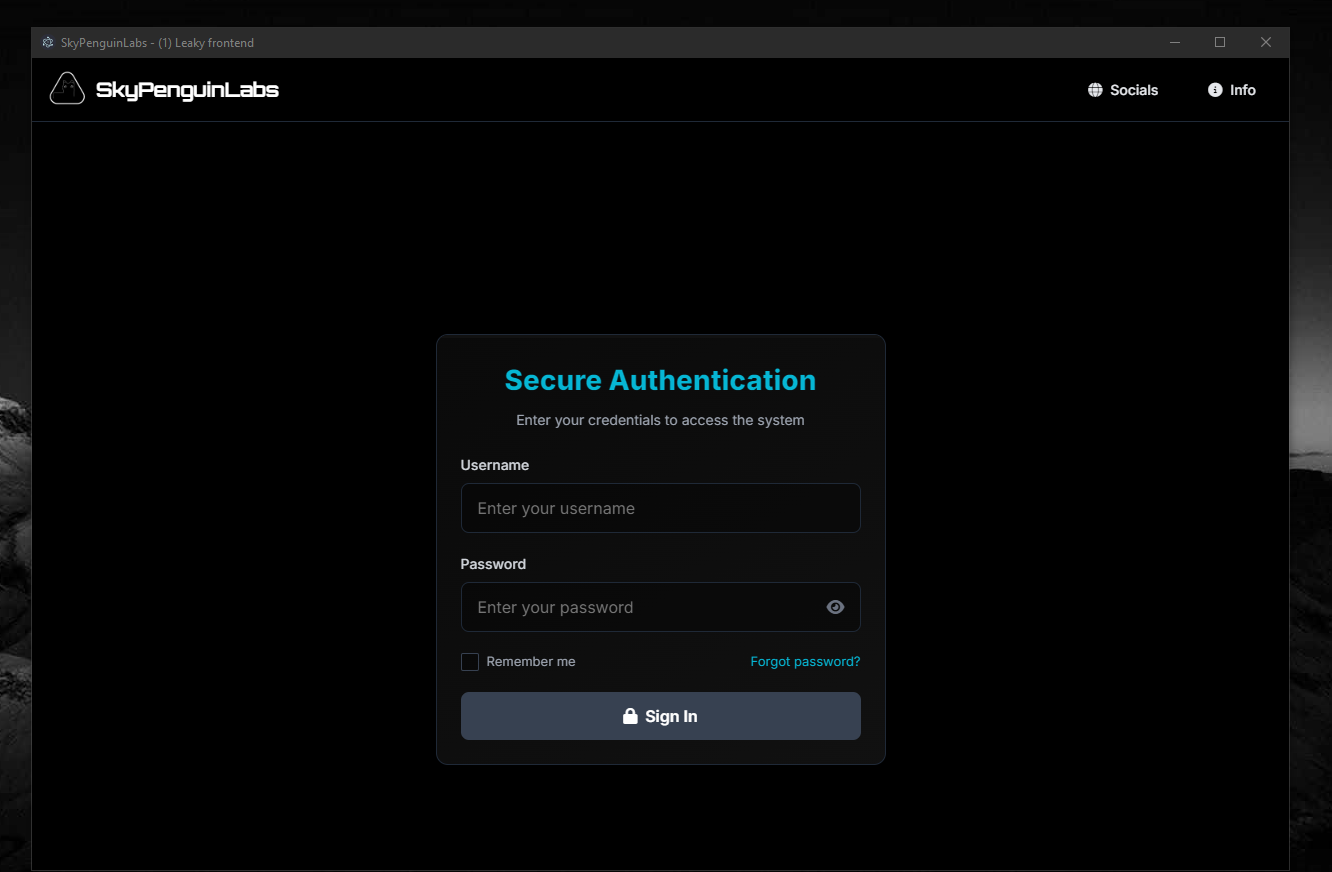 SkyPenguinLabs - (1) Leaky frontend
SkyPenguinLabs
Socials
Info
Secure Authentication
Enter your credentials to access the system
Username
Enter your username
Password
Enter your password
Remember me
Forgot password?
Sign In